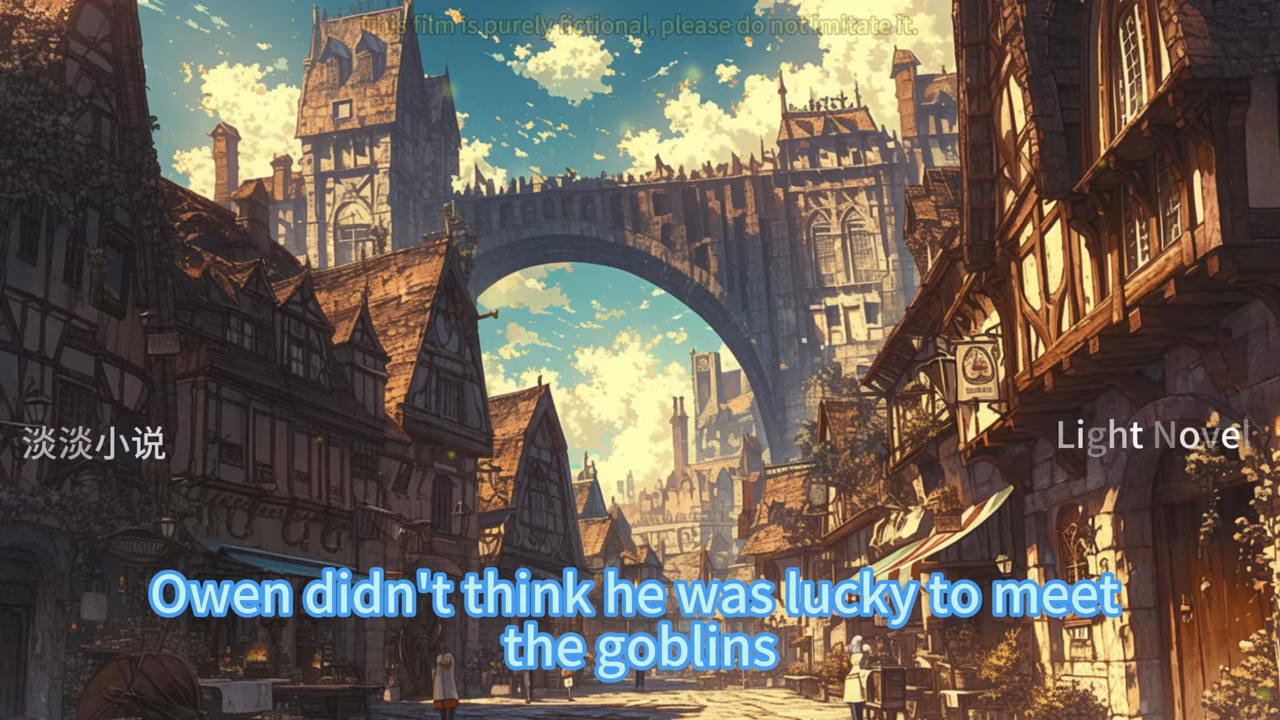 This film is purely fictional, please do not imitate it.
淡淡小说
Light Novel
Owen didn't think he was lucky to meet
the goblins